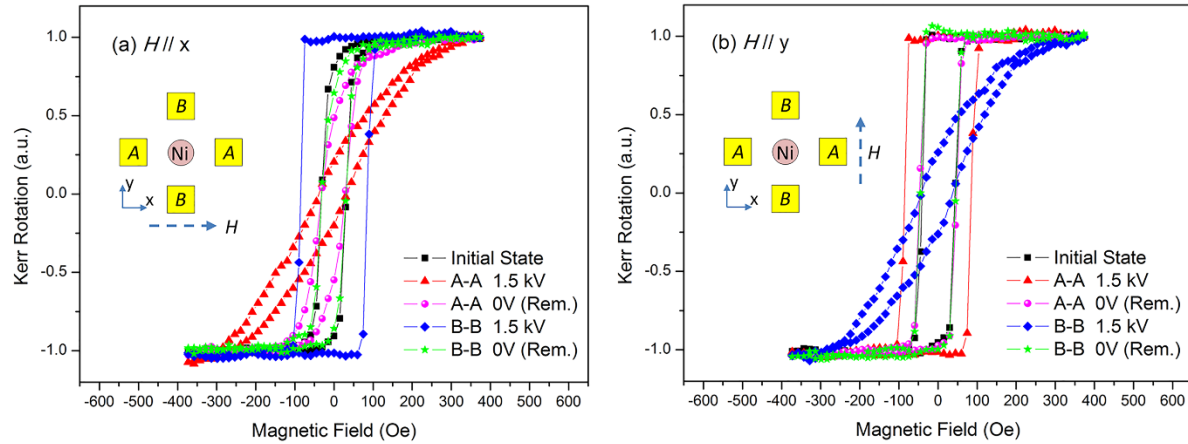 (a) H // x
B
A
Ni
A
B
y
x
H
Initial State
A-A 1.5 kV
A-A 0V (Rem.)
B-B 1.5 kV
B-B 0V (Rem.)
1.0
0.5
0.0
-0.5
-1.0
Kerr Rotation (a.u.)
-600 -500 -400 -300 -200 -100 0 100 200 300 400 500 600
Magnetic Field (Oe)
(b) H // y
B
A
Ni
A
B
H
y
x
Initial State
A-A 1.5 kV
A-A 0V (Rem.)
B-B 1.5 kV
B-B 0V (Rem.)
1.0
0.5
0.0
-0.5
-1.0
Kerr Rotation (a.u.)
-600 -500 -400 -300 -200 -100 0 100 200 300 400 500 600
Magnetic Field (Oe)